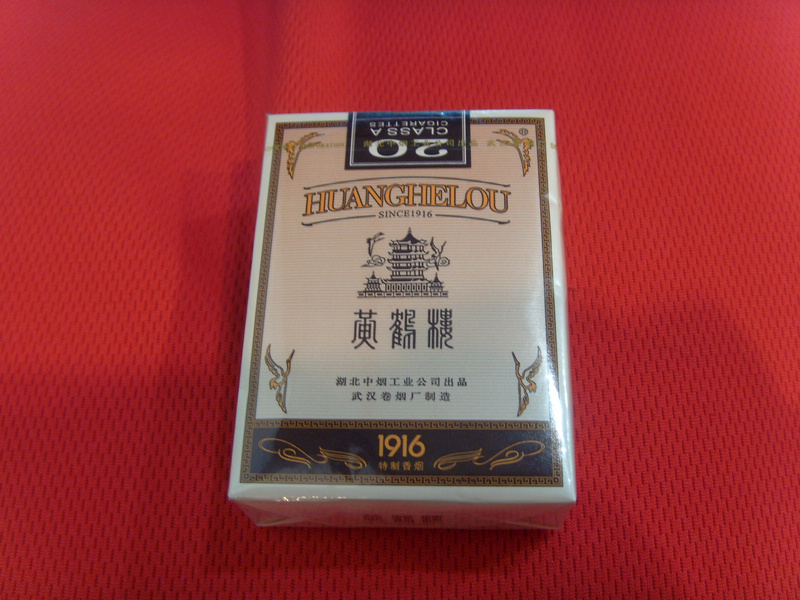 20
CLASS A
CIGARETTES
HUANGHELOU
SINCE1916
黄鹤樓
湖北中烟工业公司出品
武汉卷烟厂制造
1916
特制香烟